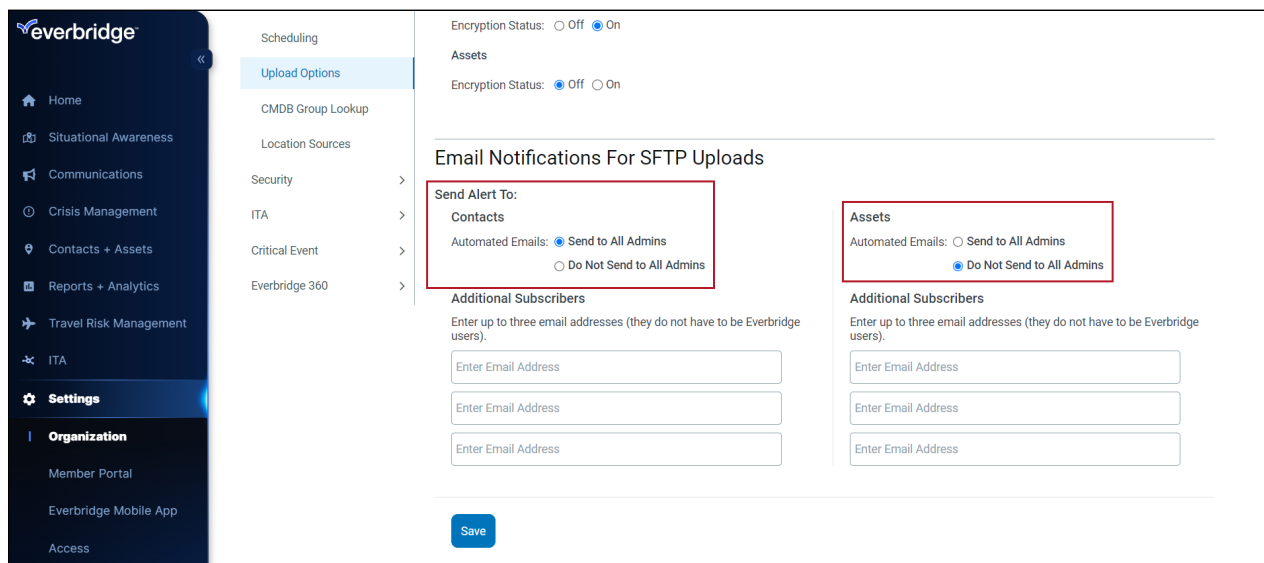 everbridge
«
Home
Situational Awareness
Communications
Crisis Management
Contacts + Assets
Reports + Analytics
Travel Risk Management
ITA
Settings
Organization
Member Portal
Everbridge Mobile App
Access
Scheduling
Upload Options
CMDB Group Lookup
Location Sources
Security
ITA
Critical Event
Everbridge 360
Encryption Status: Off On
Assets
Encryption Status: Off On
Email Notifications For SFTP Uploads
Send Alert To:
Contacts
Automated Emails: Send to All Admins
Do Not Send to All Admins
Additional Subscribers
Enter up to three email addresses (they do not have to be Everbridge
users).
Enter Email Address
Enter Email Address
Enter Email Address
Assets
Automated Emails: Send to All Admins
Do Not Send to All Admins
Additional Subscribers
Enter up to three email addresses (they do not have to be Everbridge
users).
Enter Email Address
Enter Email Address
Enter Email Address
Save